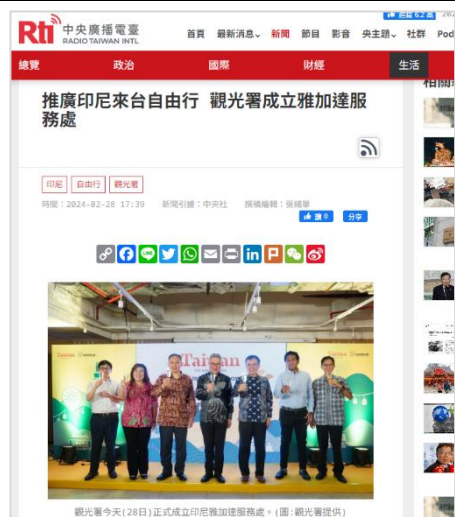 Rti 中央廣播電臺
RADIO TAIWAN INTL
首頁 最新消息 新聞 節目 影音 央主題 社群 Pod
總覽 政治 國際 財經 生活
推廣印尼來台自由行 觀光署成立雅加達服
務處
印尼 自由行 觀光署
時間：2024-02-28 17:39 新聞引據：中央社 撰稿編輯：張綺華
讚 0 分享
Taiwan
觀光署今天(28日)正式成立印尼雅加達服務處。(圖:觀光署提供)